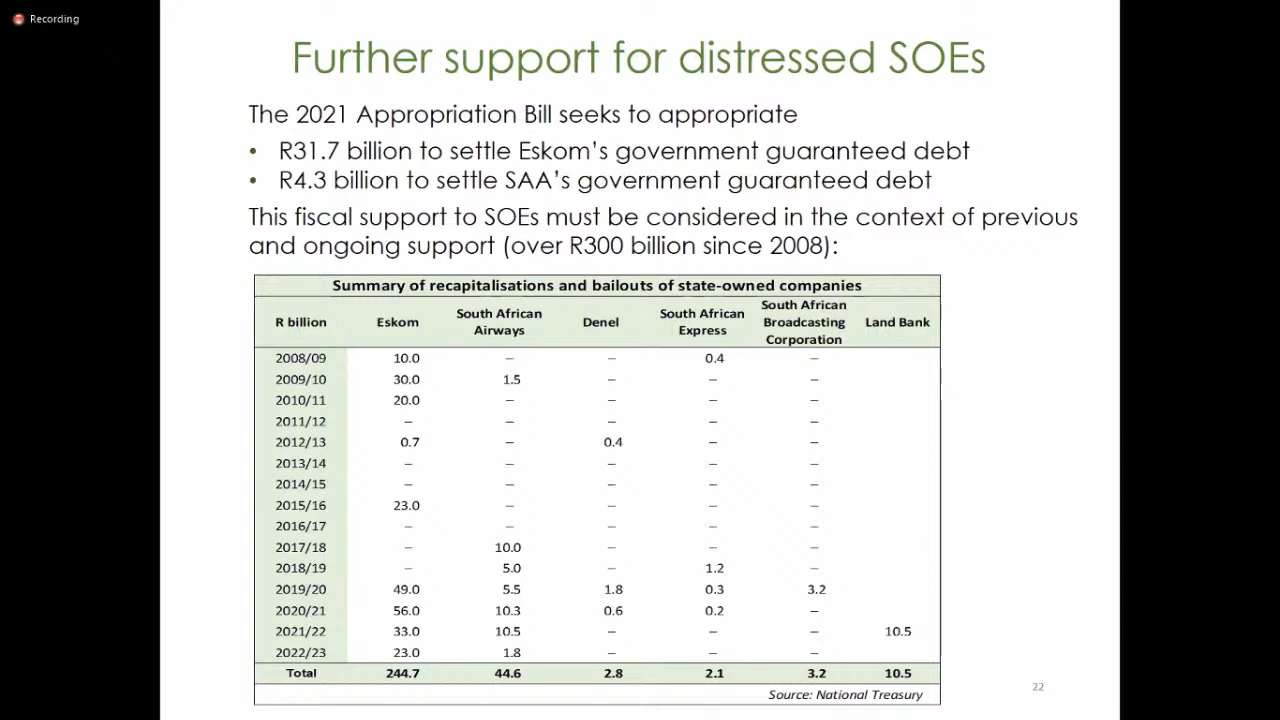 Recording
Further support for distressed SOEs
The 2021 Appropriation Bill seeks to appropriate
• R31.7 billion to settle Eskom's government guaranteed debt
• R4.3 billion to settle SAA's government guaranteed debt
This fiscal support to SOEs must be considered in the context of previous
and ongoing support (over R300 billion since 2008):
Summary of recapitalisations and bailouts of state-owned companies
R billion Eskom South African Airways Denel South African Express South African Broadcasting Corporation Land Bank
2008/09 10.0 – – 0.4 –
2009/10 30.0 1.5 – – –
2010/11 20.0 – – – –
2011/12 – – – – –
2012/13 0.7 – 0.4 – –
2013/14 – – – – –
2014/15 – – – – –
2015/16 23.0 – – – –
2016/17 – – – – –
2017/18 – 10.0 – – –
2018/19 – 5.0 – 1.2 –
2019/20 49.0 5.5 1.8 0.3 3.2
2020/21 56.0 10.3 0.6 0.2 –
2021/22 33.0 10.5 – – – 10.5
2022/23 23.0 1.8 – – –
Total 244.7 44.6 2.8 2.1 3.2 10.5
Source: National Treasury
22